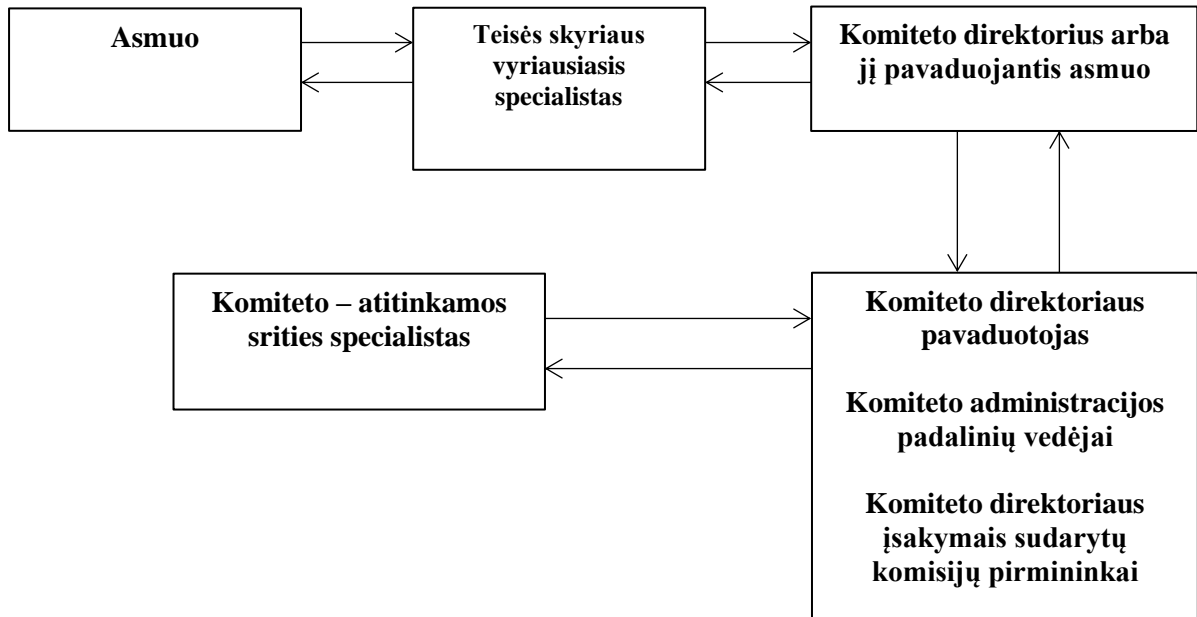 Asmuo
Teisės skyriaus
vyriausiasis
specialistas
Komiteto direktorius arba
jį pavaduojantis asmuo
Komiteto – atitinkamos
srities specialistas
Komiteto direktoriaus
pavaduotojas
Komiteto administracijos
padalinių vedėjai
Komiteto direktoriaus
įsakymais sudarytų
komisijų pirmininkai